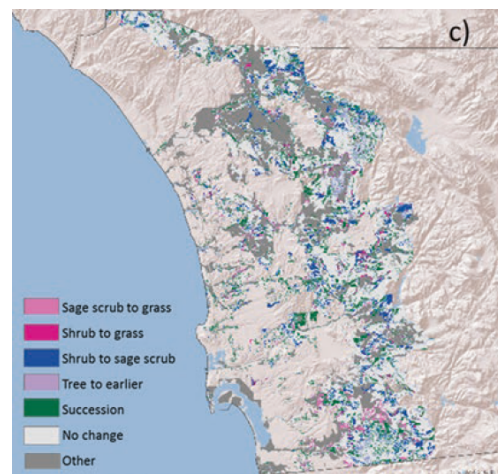 c)
Sage scrub to grass
Shrub to grass
Shrub to sage scrub
Tree to earlier
Succession
No change
Other